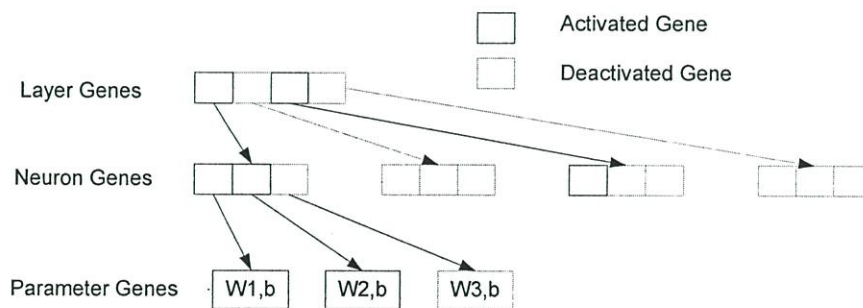 Activated Gene
Deactivated Gene
Layer Genes
Neuron Genes
Parameter Genes
W1,b
W2,b
W3,b